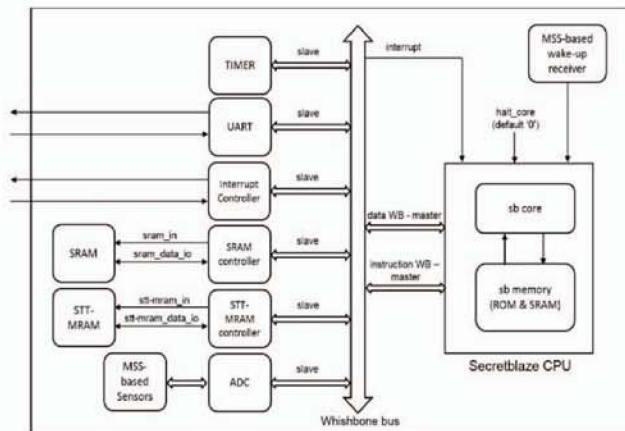 TIMER
slave
UART
slave
Interrupt
Controller
slave
SRAM
sram_in
sram_data_io
SRAM
controller
slave
STT-
MRAM
stt-mram_in
stt-mram_data_io
STT-
MRAM
controller
slave
MSS-
based
Sensors
ADC
slave
Whishbone bus
interrupt
MSS-based
wake-up
receiver
halt_core
(default '0')
data WB - master
instruction WB –
master
sb core
sb memory
(ROM & SRAM)
Secretblaze CPU